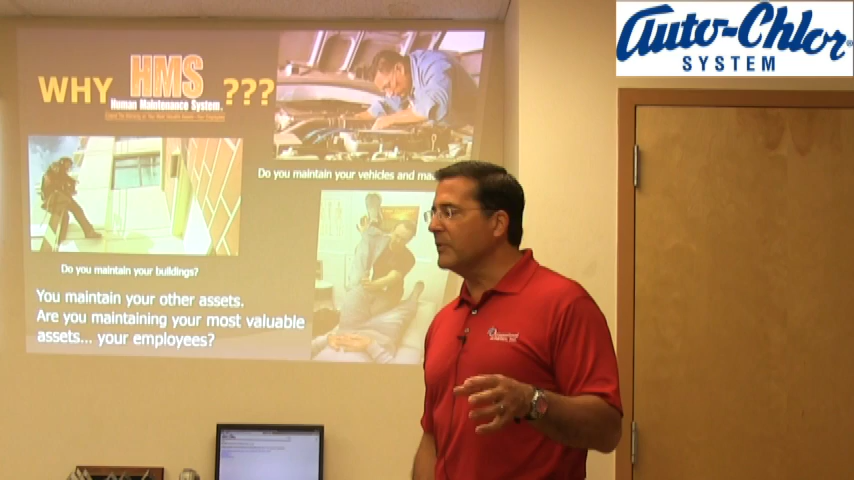 Auto-Chlor
SYSTEM
WHY HMS ???
Human Maintenance System.
Do you maintain your vehicles and ma
Do you maintain your buildings?
You maintain your other assets.
Are you maintaining your most valuable
assets... your employees?